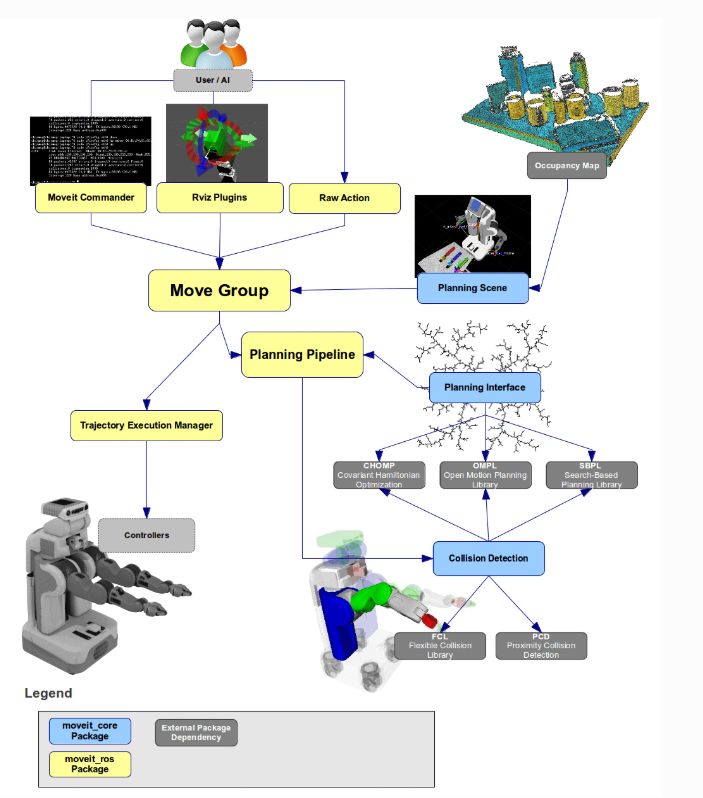 User / AI
Occupancy Map
Moveit Commander
Rviz Plugins
Raw Action
Planning Scene
Move Group
Planning Pipeline
Planning Interface
Trajectory Execution Manager
CHOMP
Covariant Hamiltonian
Optimization
OMPL
Open Motion Planning
Library
SBPL
Search-Based
Planning Library
Controllers
Collision Detection
FCL
Flexible Collision
Library
PCD
Proximity Collision
Detection
Legend
moveit_core
Package
External Package
Dependency
moveit_ros
Package